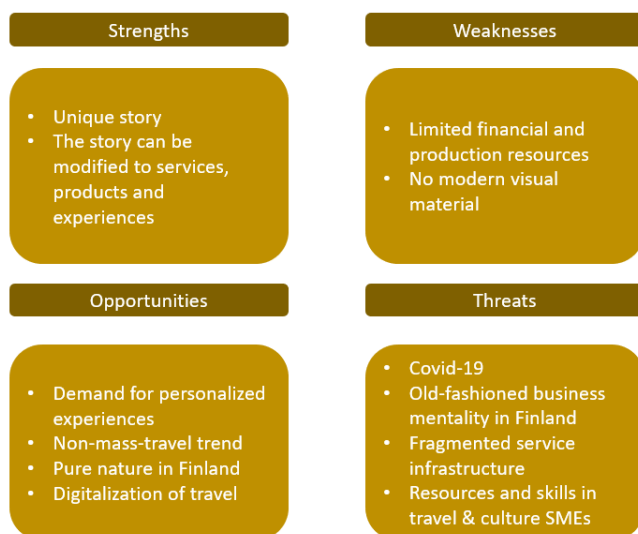 Strengths
• Unique story
• The story can be
modified to services,
products and
experiences
Weaknesses
• Limited financial and
production resources
• No modern visual
material
Opportunities
• Demand for personalized
experiences
• Non-mass-travel trend
• Pure nature in Finland
• Digitalization of travel
Threats
• Covid-19
• Old-fashioned business
mentality in Finland
• Fragmented service
infrastructure
• Resources and skills in
travel & culture SMEs